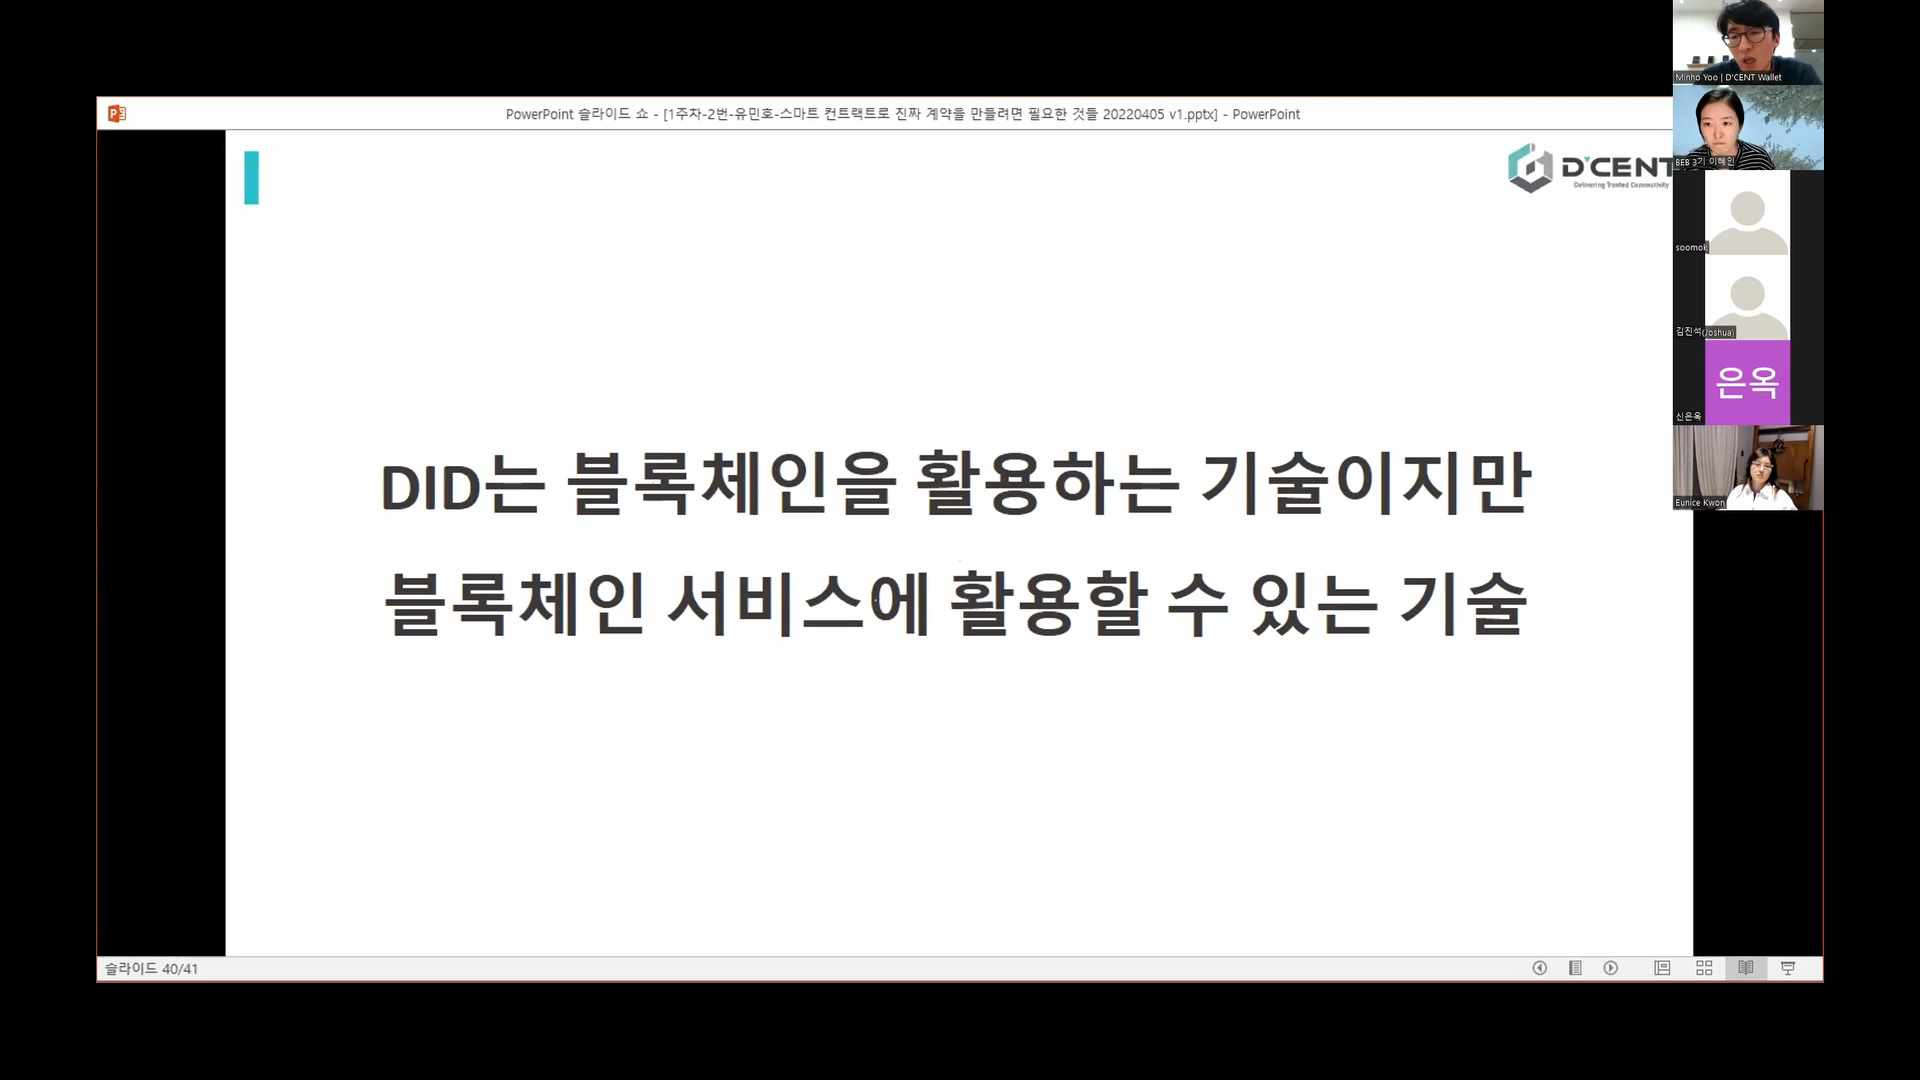 PowerPoint 슬라이드 쇼 - [1주차-2번-유민호-스마트 컨트랙트로 진짜 계약을 만들려면 필요한 것들 20220405 v1.pptx] - PowerPoint
D'CENT
Delivering Trusted Connectivity
DID는 블록체인을 활용하는 기술이지만
블록체인 서비스에 활용할 수 있는 기술
슬라이드 40/41
Minho Yoo | D'CENT Wallet
BEB 3기 이혜인
soomok
김진석(Joshua)
은옥
신은옥
Eunice Kwon